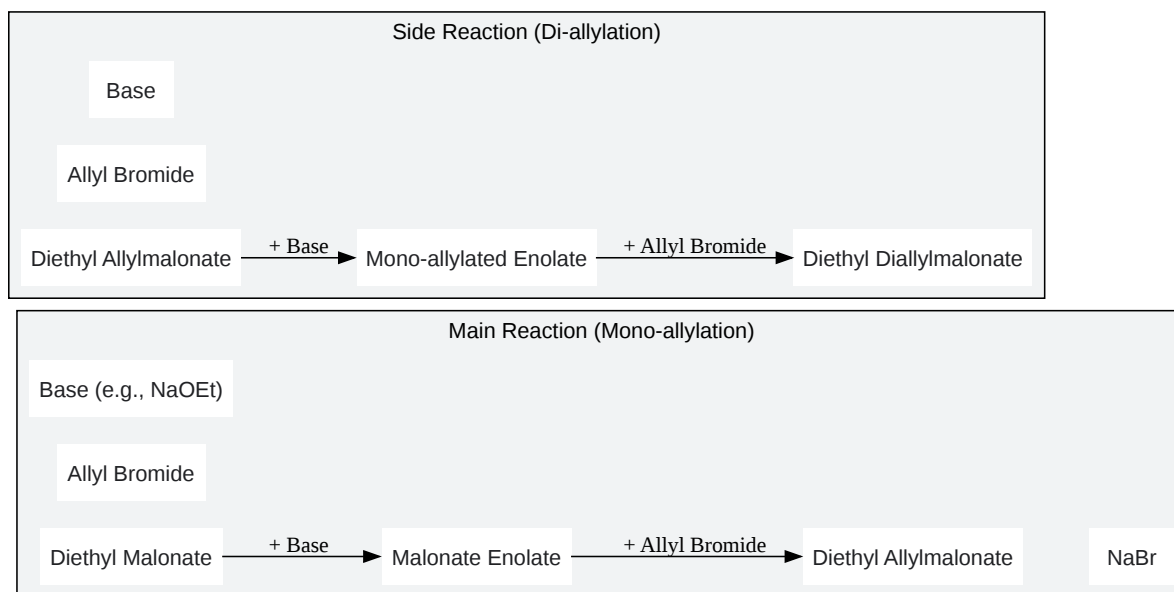 Side Reaction (Di-allylation)
Base
Allyl Bromide
Diethyl Allylmalonate
+ Base
Mono-allylated Enolate
+ Allyl Bromide
Diethyl Diallylmalonate
Main Reaction (Mono-allylation)
Base (e.g., NaOEt)
Allyl Bromide
Diethyl Malonate
+ Base
Malonate Enolate
+ Allyl Bromide
Diethyl Allylmalonate
NaBr